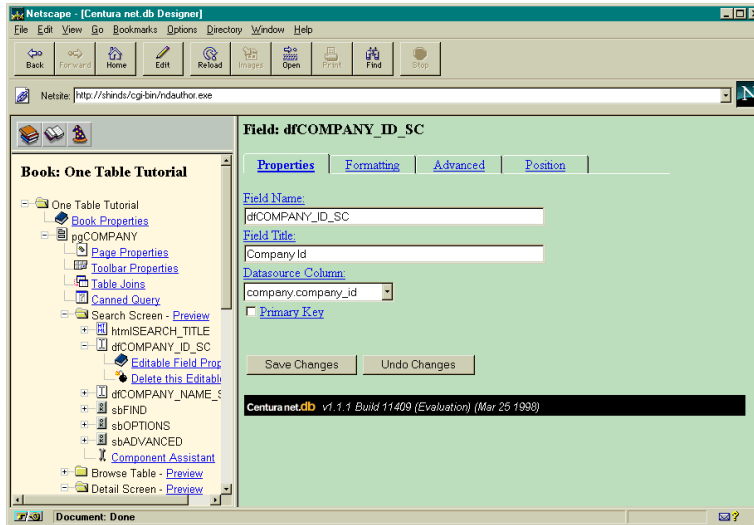 Netscape - [Centura net.db Designer]
File Edit View Go Bookmarks Options Directory Window Help
Back Forward Home Edit Reload Images Open Print Find Stop
Netsite: http://shinds/cgi-bin/ndauthor.exe
N
Book: One Table Tutorial
One Table Tutorial
Book Properties
pgCOMPANY
Page Properties
Toolbar Properties
Table Joins
Canned Query
Search Screen - Preview
htmlSEARCH_TITLE
dfCOMPANY_ID_SC
Editable Field Prop
Delete this Editabl
dfCOMPANY_NAME_S
sbFIND
sbOPTIONS
sbADVANCED
Component Assistant
Browse Table - Preview
Detail Screen - Preview
Field: dfCOMPANY_ID_SC
Properties Formatting Advanced Position
Field Name:
dfCOMPANY_ID_SC
Field Title:
Company Id
Datasource Column:
company.company_id
Primary Key
Save Changes Undo Changes
Centura net.db v1.1.1 Build 11409 (Evaluation) (Mar 25 1998)
Document: Done